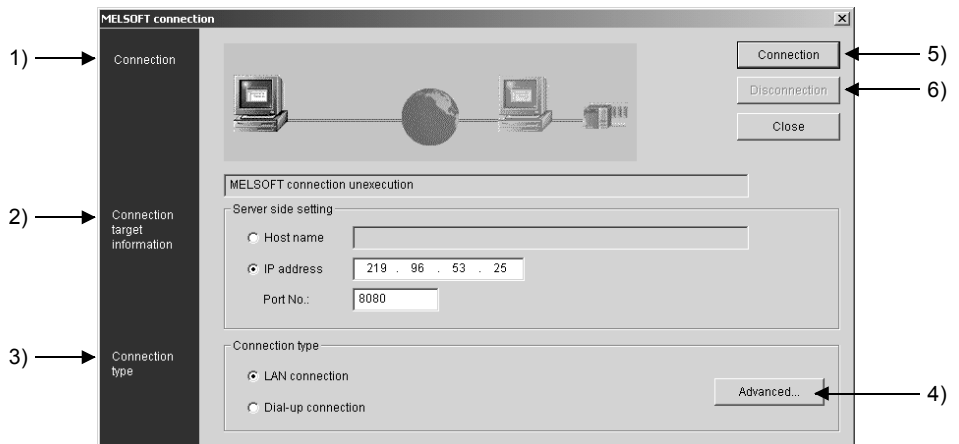 MELSOFT connection
1)
Connection
Connection
5)
Disconnection
6)
Close
MELSOFT connection unexecution
2)
Connection
target
information
Server side setting
Host name
IP address
219 . 96 . 53 . 25
Port No.:
8080
3)
Connection
type
Connection type
LAN connection
Dial-up connection
Advanced...
4)